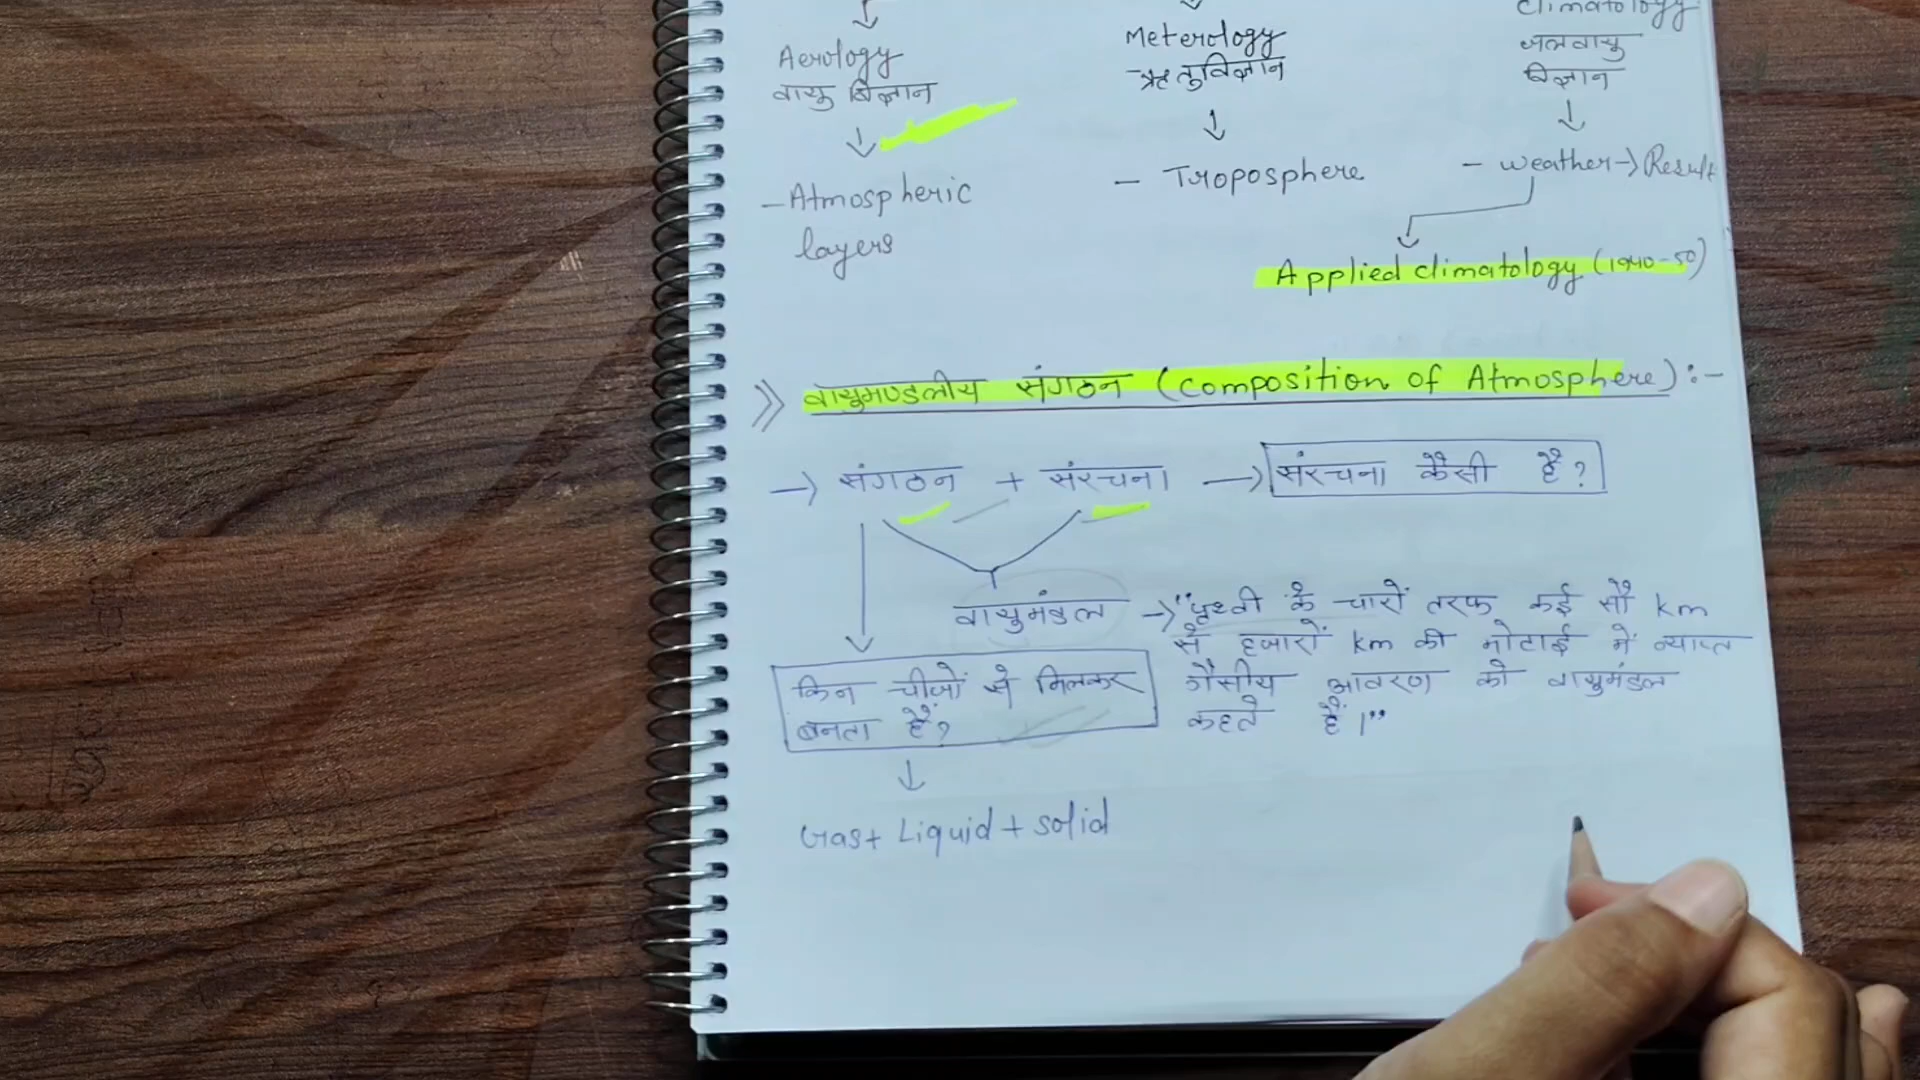 climatology
Aerology
वायु विज्ञान
Meterology
ऋतुविज्ञान
जलवायु
विज्ञान
- Atmospheric
layers
- Troposphere
- weather → Result
Applied climatology (1940-50)
वायुमण्डलीय संगठन (Composition of Atmosphere) :-
→ संगठन + संरचना → संरचना कैसी है?
वायुमंडल → "पृथ्वी के चारों तरफ कई सौ km
से हजारों km की मोटाई में व्याप्त
गैसीय आवरण को वायुमंडल
कहते हैं।"
किन चीजों से मिलकर
बनता है?
Gas + Liquid + Solid